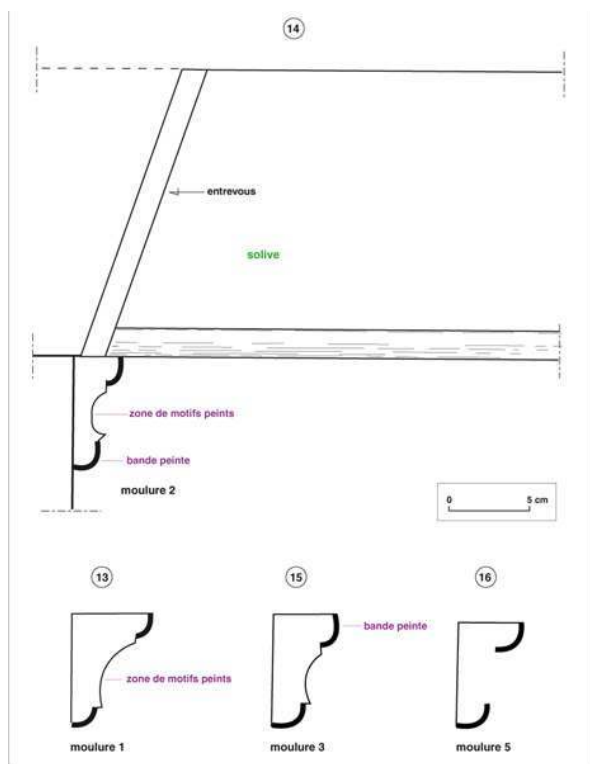 14
entrevous
solive
zone de motifs peints
bande peinte
moulure 2
0 5 cm
13 15 16
bande peinte
zone de motifs peints
moulure 1 moulure 3 moulure 5